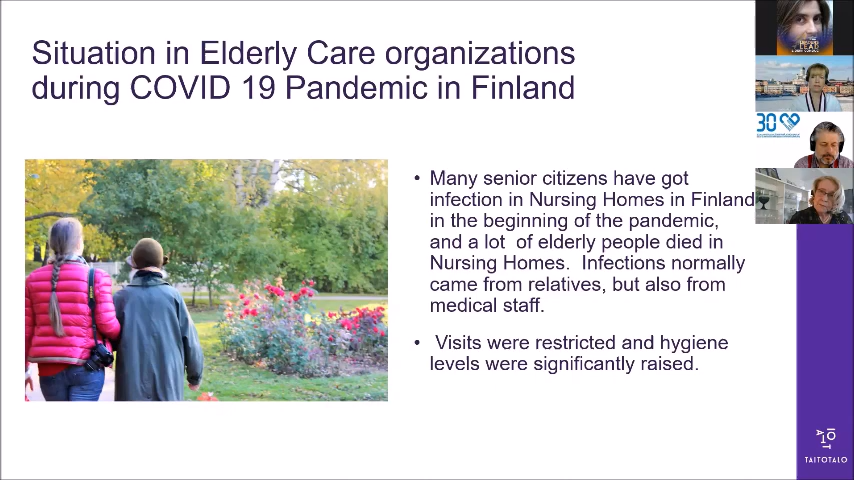 Situation in Elderly Care organizations
during COVID 19 Pandemic in Finland
• Many senior citizens have got
infection in Nursing Homes in Finland
in the beginning of the pandemic,
and a lot of elderly people died in
Nursing Homes. Infections normally
came from relatives, but also from
medical staff.
• Visits were restricted and hygiene
levels were significantly raised.
30
TAITOTALO